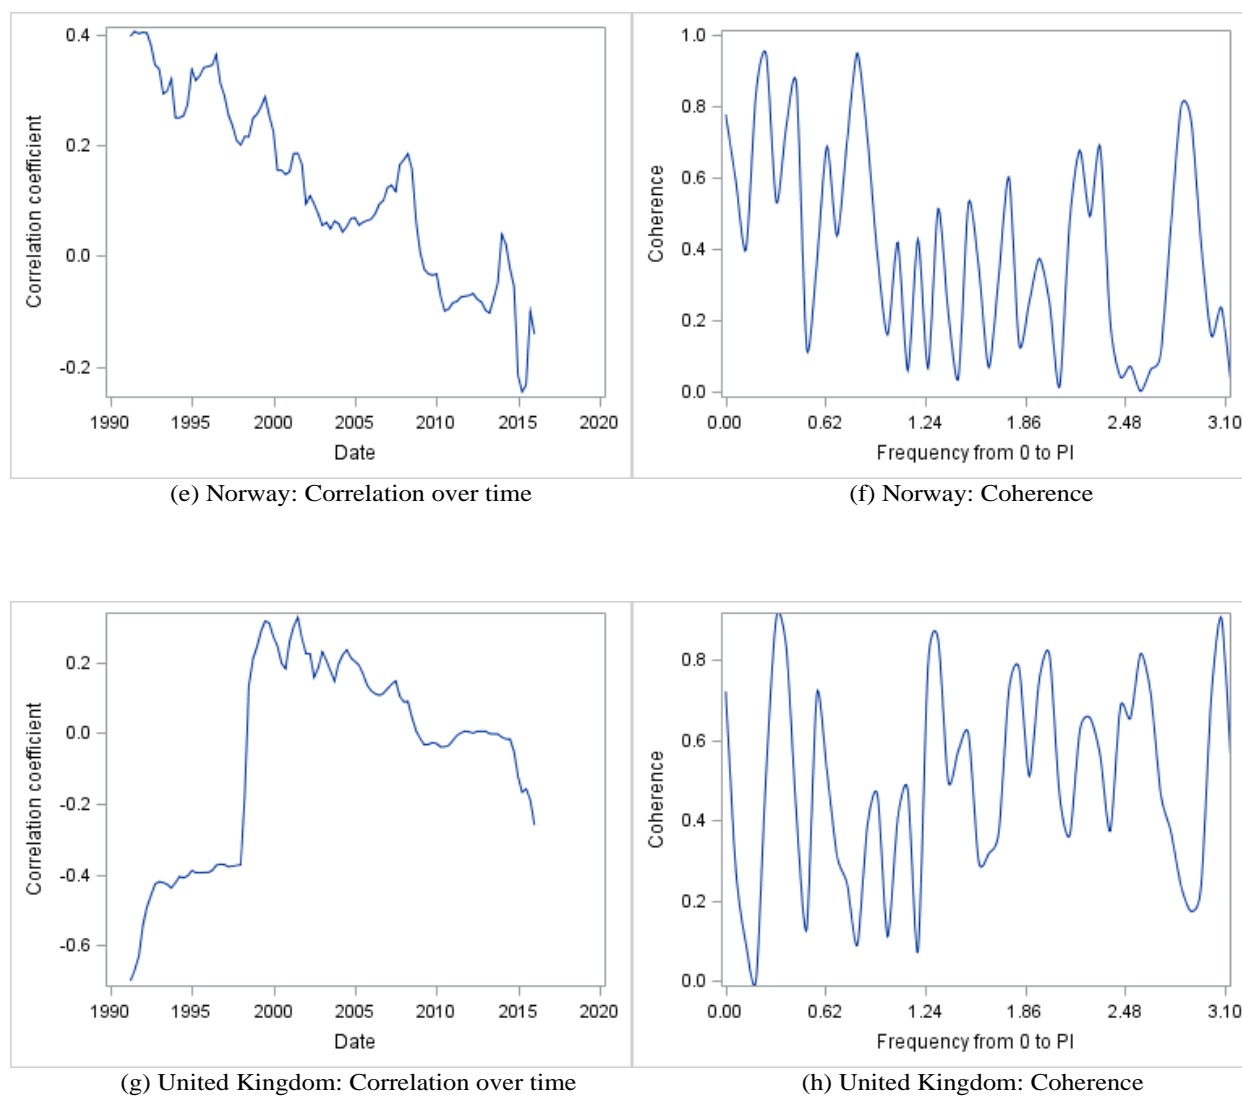 0.4
0.2
0.0
-0.2
Correlation coefficient
1990 1995 2000 2005 2010 2015 2020
Date
(e) Norway: Correlation over time
1.0
0.8
0.6
0.4
0.2
0.0
Coherence
0.00 0.62 1.24 1.86 2.48 3.10
Frequency from 0 to PI
(f) Norway: Coherence
0.2
0.0
-0.2
-0.4
-0.6
Correlation coefficient
1990 1995 2000 2005 2010 2015 2020
Date
(g) United Kingdom: Correlation over time
0.8
0.6
0.4
0.2
0.0
Coherence
0.00 0.62 1.24 1.86 2.48 3.10
Frequency from 0 to PI
(h) United Kingdom: Coherence